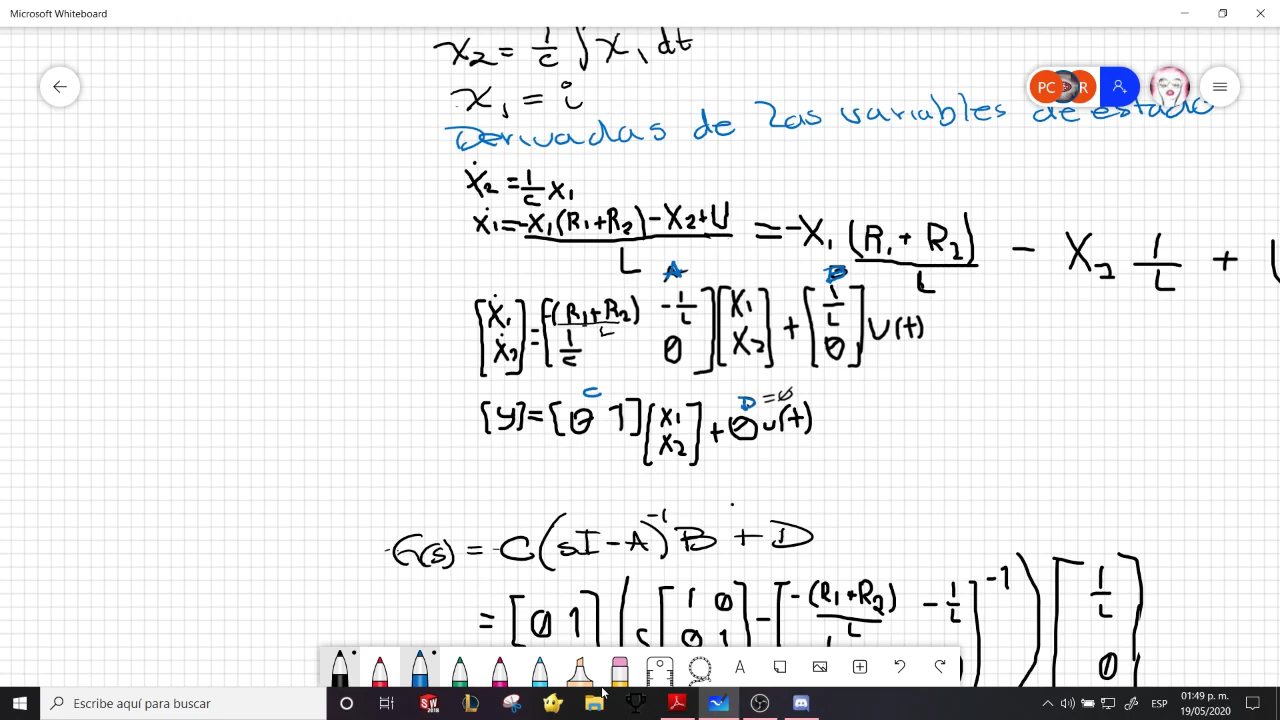 Microsoft Whiteboard
x₂ = 1/c ∫ x₁ dt
x₁ = i
PC R
Derivadas de las variables de estado
ẋ₂ = 1/c x₁
ẋ₁ = -x₁(R₁+R₂) - x₂ + U / L = -x₁ (R₁ + R₂) / L - x₂ 1/L +
A B
[ẋ₁ ẋ₂] = [-(R₁+R₂)/L -1/L 1/c 0] [x₁ x₂] + [1/L 0] U(t)
C D = 0
[y] = [0 1] [x₁ x₂] + 0 u(t)
G(s) = C(sI - A)⁻¹ B + D
= [0 1] (s [1 0 0 1] - [-(R₁+R₂)/L -1/L]⁻¹) [1/L 0]
A
Escribe aquí para buscar
SW 2018
ESP
01:49 p. m.
19/05/2020